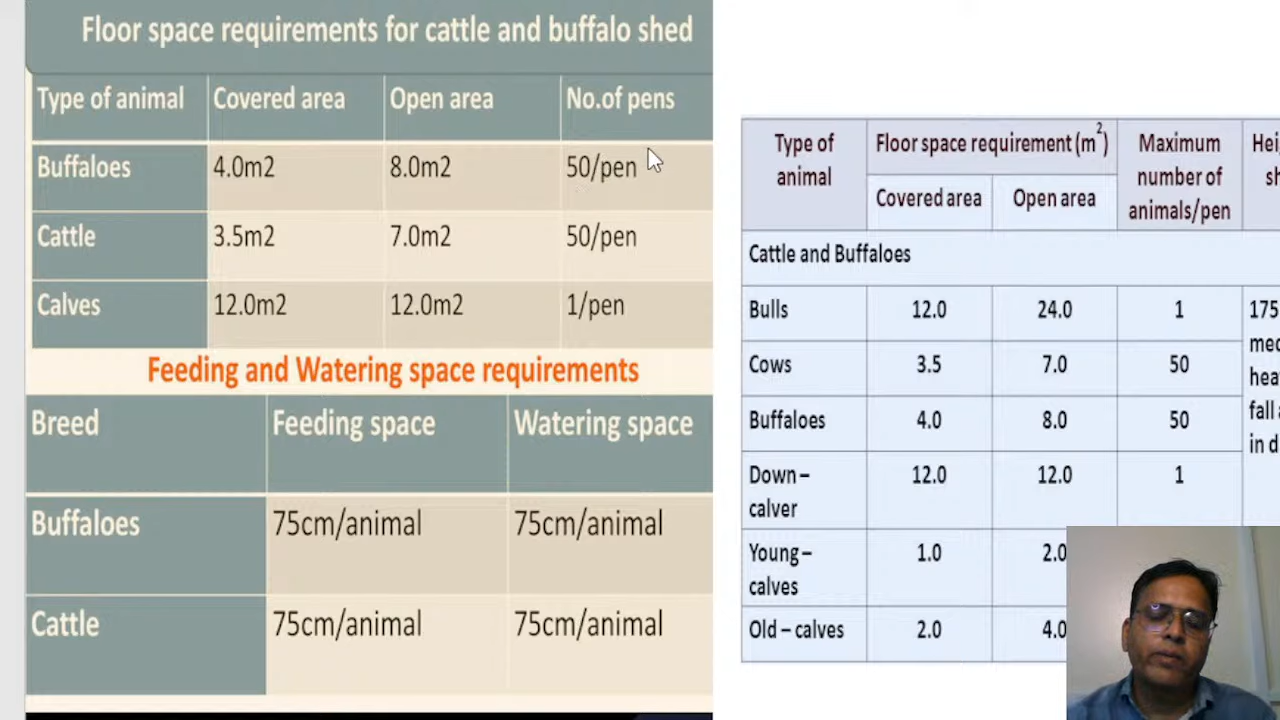 Floor space requirements for cattle and buffalo shed
Type of animal Covered area Open area No.of pens
Buffaloes 4.0m2 8.0m2 50/pen
Cattle 3.5m2 7.0m2 50/pen
Calves 12.0m2 12.0m2 1/pen
Feeding and Watering space requirements
Breed Feeding space Watering space
Buffaloes 75cm/animal 75cm/animal
Cattle 75cm/animal 75cm/animal
Type of
animal
Floor space requirement (m2)
Covered area Open area
Maximum
number of
animals/pen
Cattle and Buffaloes
Bulls 12.0 24.0 1
Cows 3.5 7.0 50
Buffaloes 4.0 8.0 50
Down –
calver 12.0 12.0 1
Young –
calves 1.0 2.0
Old – calves 2.0 4.0
175
fall
in d